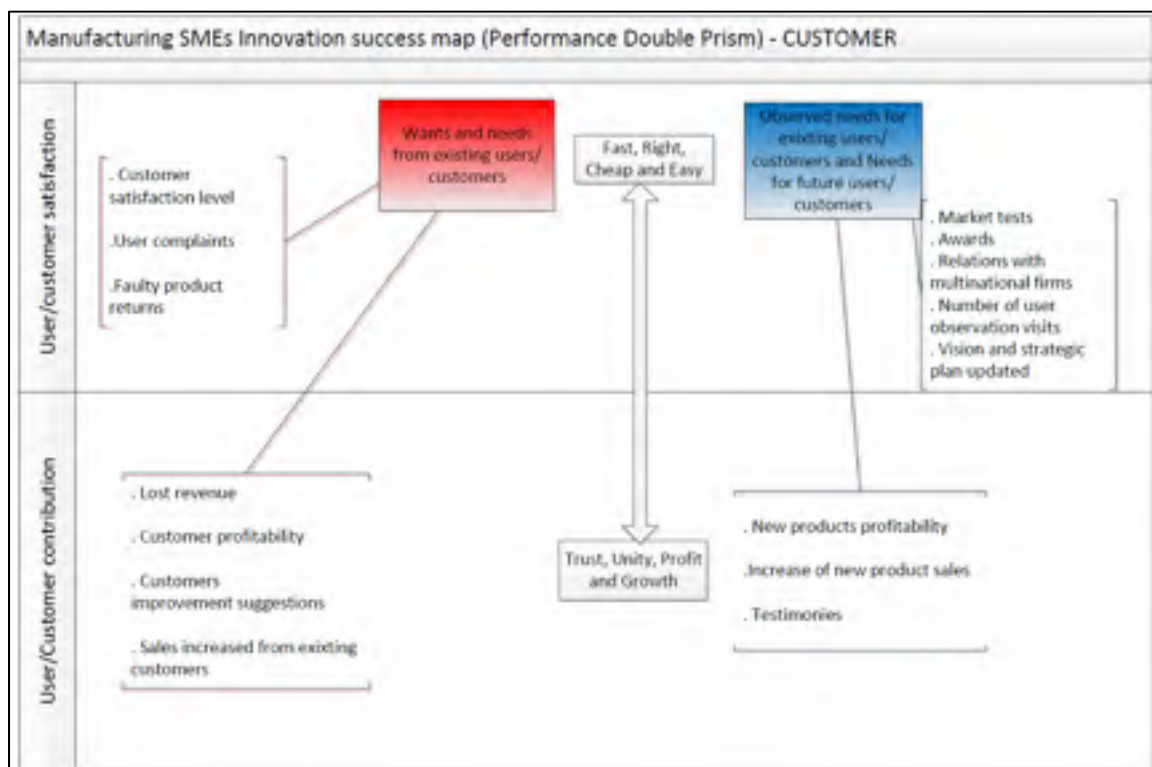 Manufacturing SMEs Innovation success map (Performance Double Prism) - CUSTOMER
User/customer satisfaction
. Customer
satisfaction level
.User complaints
.Faulty product
returns
Wants and needs
from existing users/
customers
Fast, Right,
Cheap and Easy
Observed needs for
existing users/
customers and Needs
for future users/
customers
. Market tests
. Awards
. Relations with
multinational firms
. Number of user
observation visits
. Vision and strategic
plan updated
User/Customer contribution
. Lost revenue
. Customer profitability
. Customers
improvement suggestions
. Sales increased from exixting
customers
Trust, Unity, Profit
and Growth
. New products profitability
.Increase of new product sales
. Testimonies